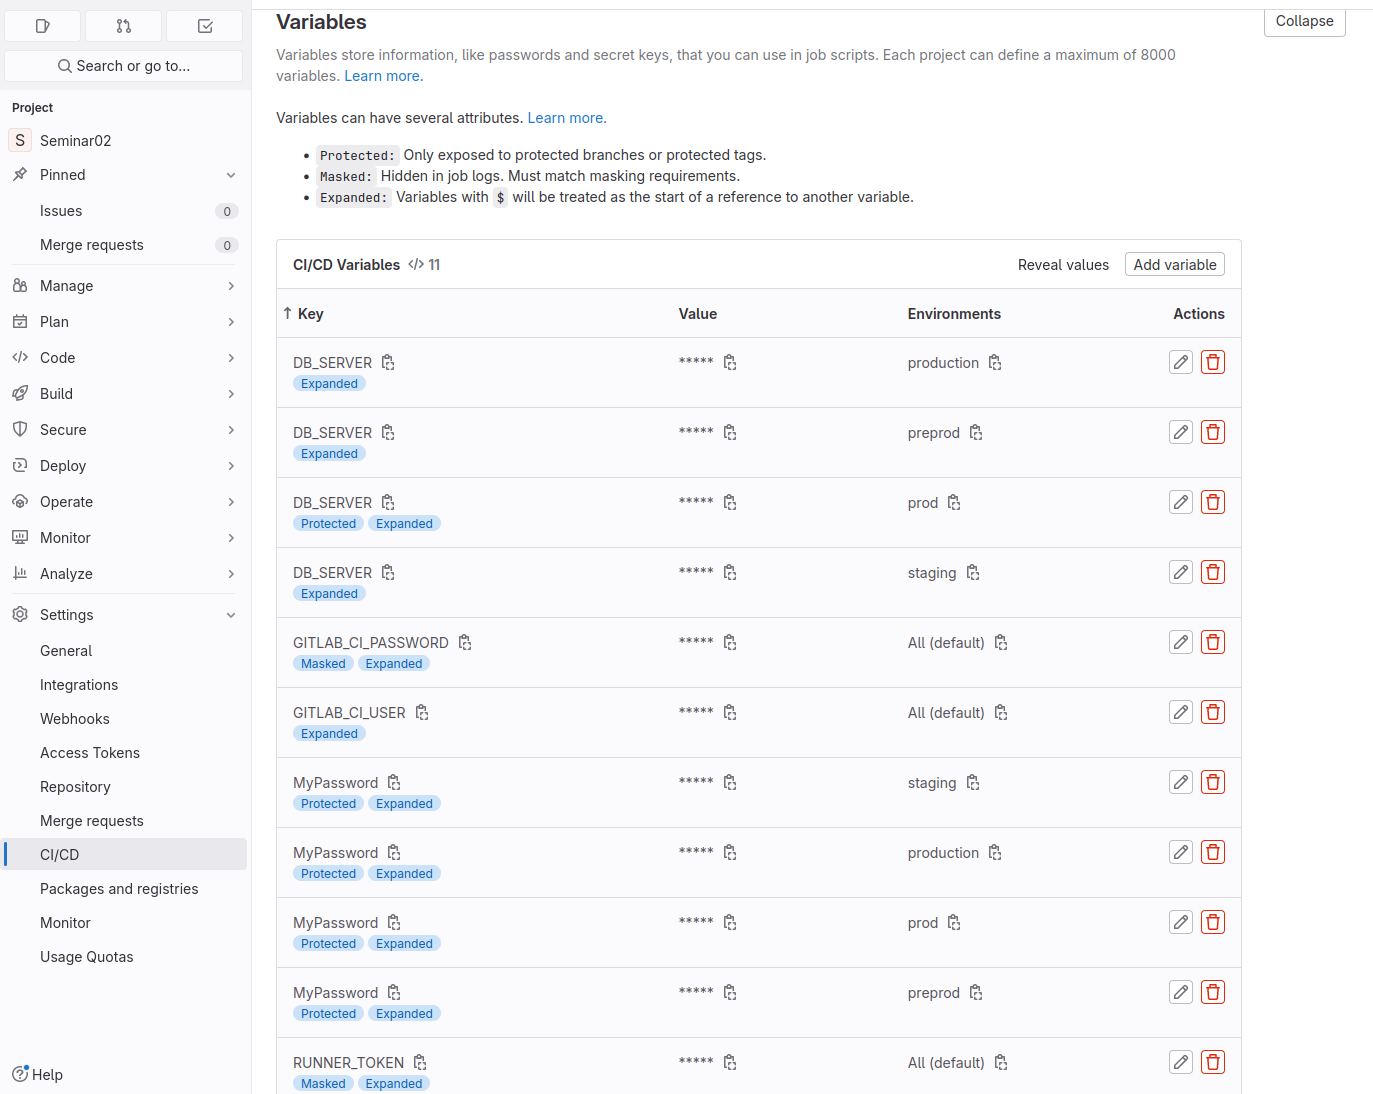 Search or go to...
Project
S Seminar02
Pinned
Issues 0
Merge requests 0
Manage
Plan
Code
Build
Secure
Deploy
Operate
Monitor
Analyze
Settings
General
Integrations
Webhooks
Access Tokens
Repository
Merge requests
CI/CD
Packages and registries
Monitor
Usage Quotas
Help
Variables
Collapse
Variables store information, like passwords and secret keys, that you can use in job scripts. Each project can define a maximum of 8000
variables. Learn more.
Variables can have several attributes. Learn more.
• Protected: Only exposed to protected branches or protected tags.
• Masked: Hidden in job logs. Must match masking requirements.
• Expanded: Variables with $ will be treated as the start of a reference to another variable.
CI/CD Variables </> 11 Reveal values Add variable
↑ Key Value Environments Actions
DB_SERVER ***** production
Expanded
DB_SERVER ***** preprod
Expanded
DB_SERVER ***** prod
Protected Expanded
DB_SERVER ***** staging
Expanded
GITLAB_CI_PASSWORD ***** All (default)
Masked Expanded
GITLAB_CI_USER ***** All (default)
Expanded
MyPassword ***** staging
Protected Expanded
MyPassword ***** production
Protected Expanded
MyPassword ***** prod
Protected Expanded
MyPassword ***** preprod
Protected Expanded
RUNNER_TOKEN ***** All (default)
Masked Expanded